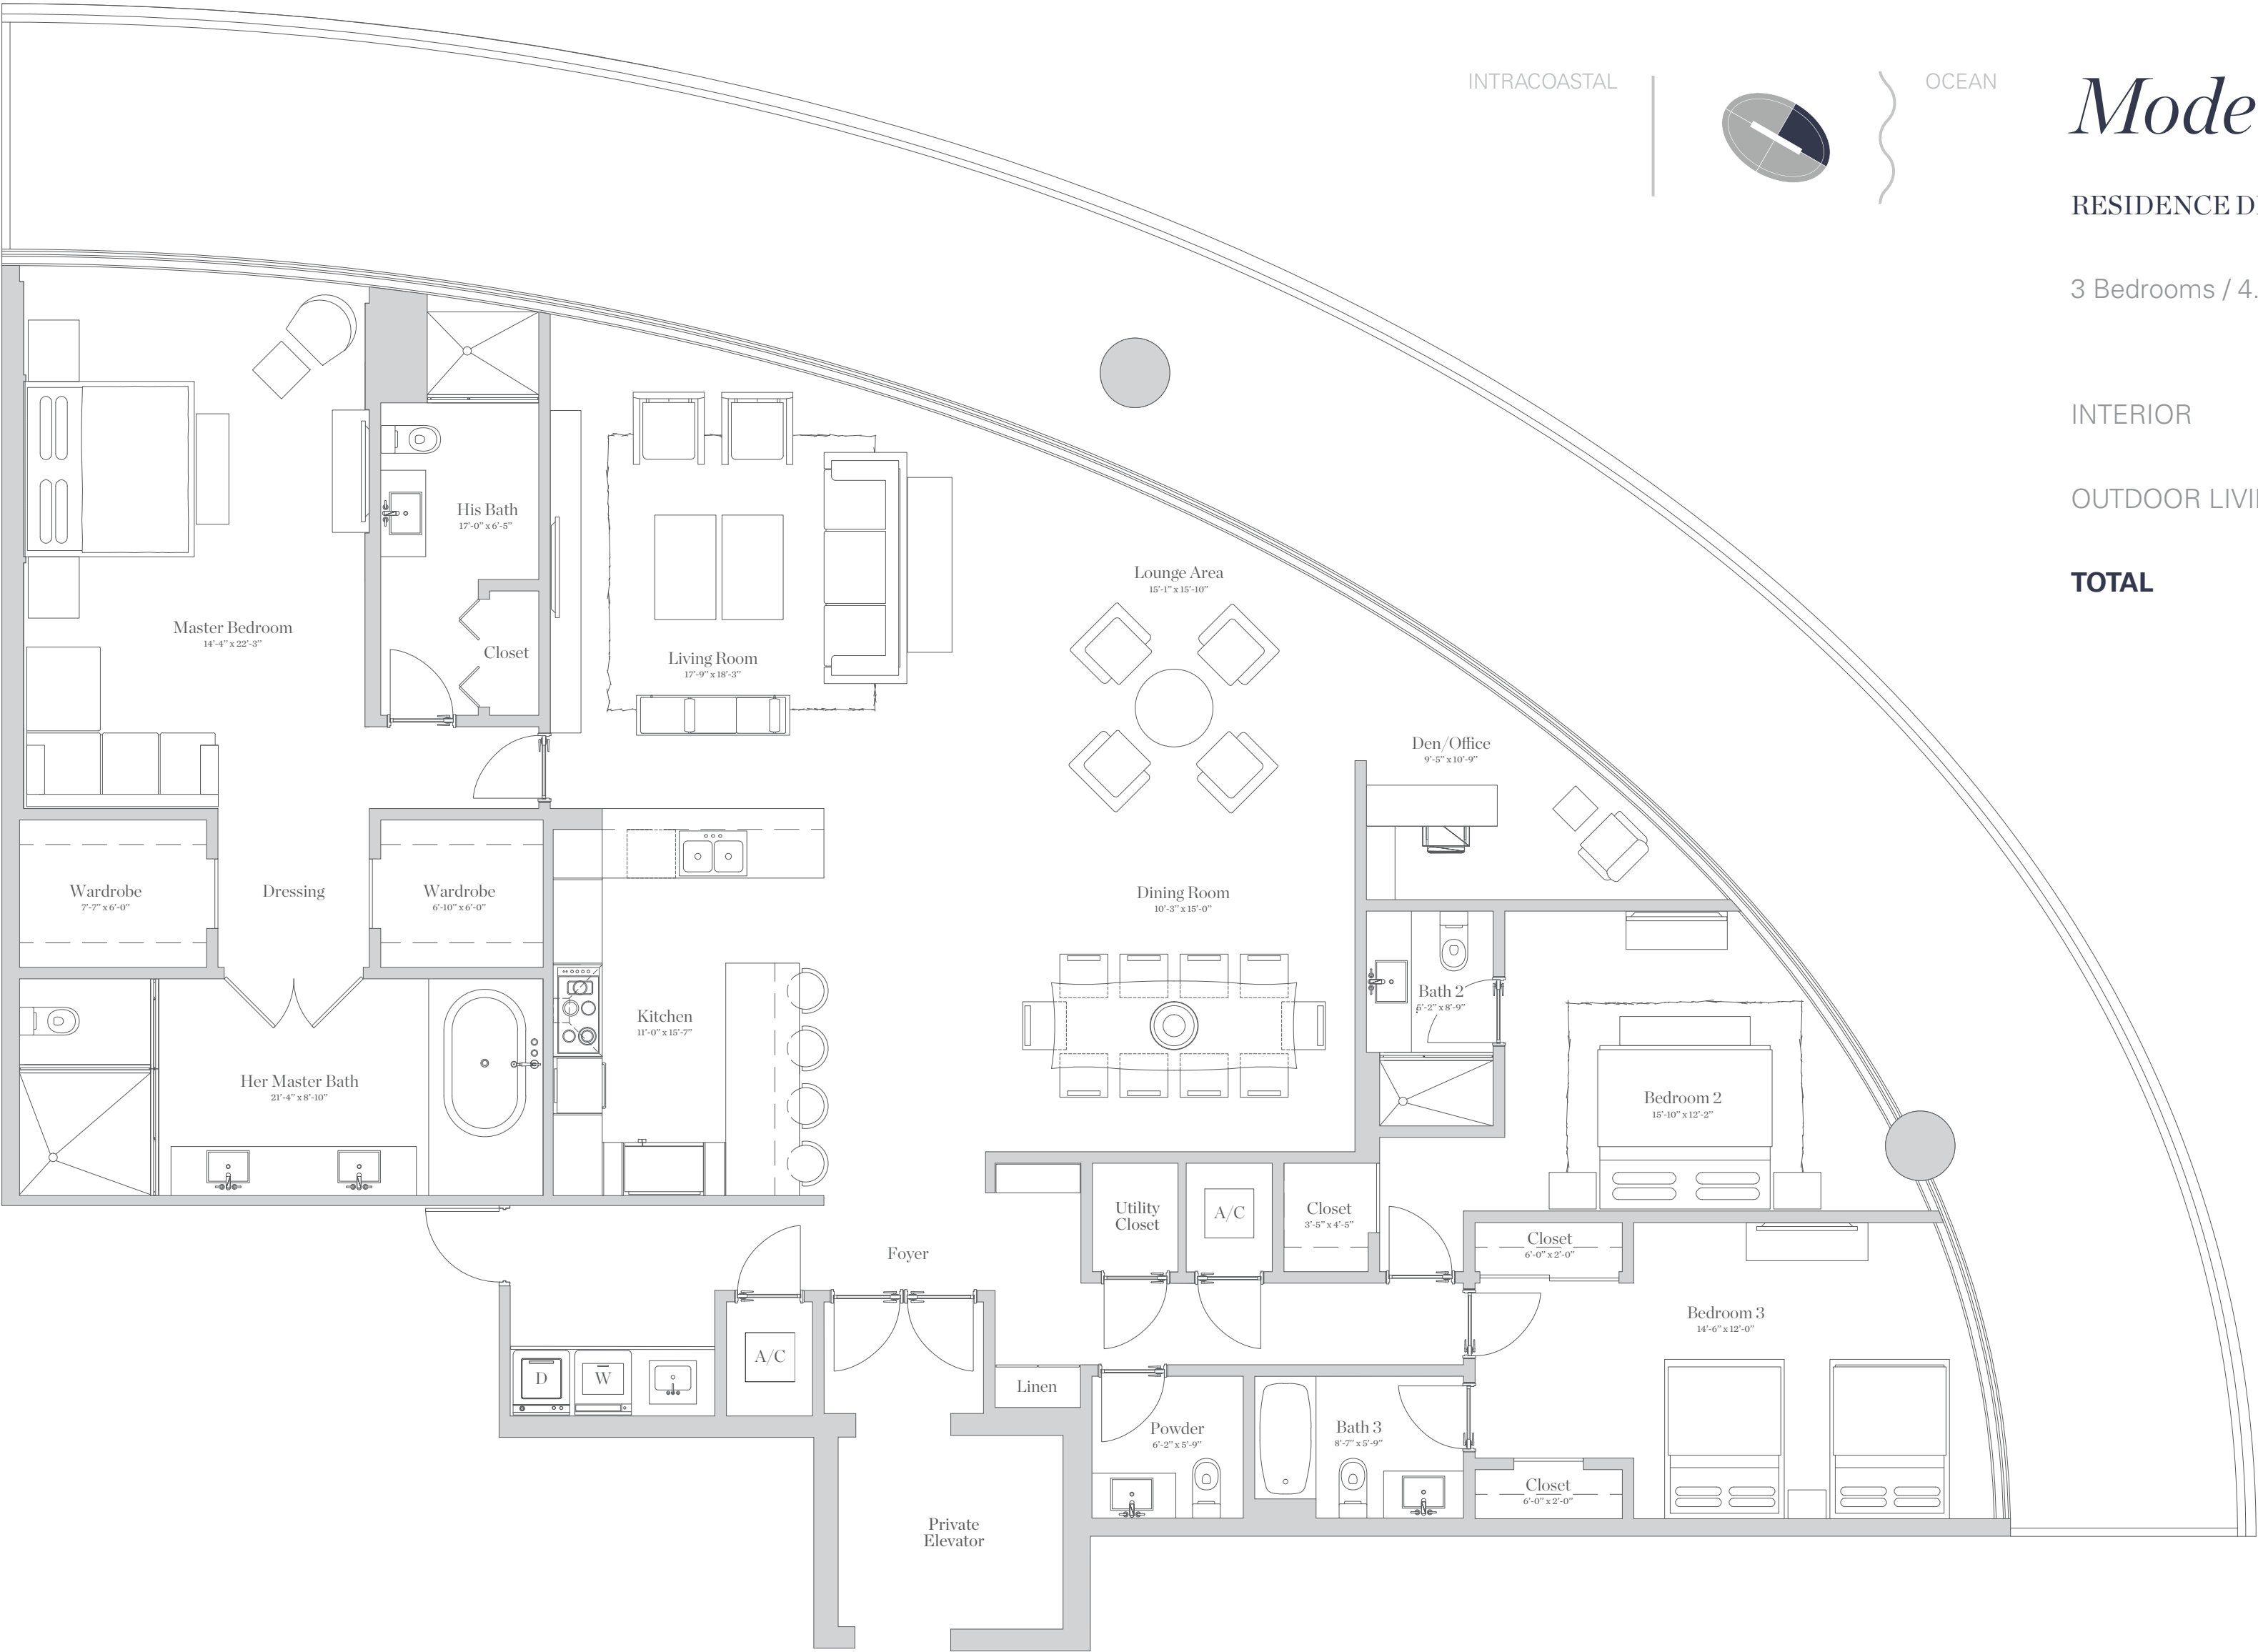 INTRACOASTAL
OCEAN
Mode
RESIDENCE D
3 Bedrooms / 4.
INTERIOR
OUTDOOR LIVI
TOTAL
His Bath
17'-0" x 6'-5"
Master Bedroom
14'-4" x 22'-3"
Closet
Living Room
17'-9" x 18'-3"
Lounge Area
15'-1" x 15'-10"
Den/Office
9'-5" x 10'-9"
Wardrobe
7'-7" x 6'-0"
Dressing
Wardrobe
6'-10" x 6'-0"
Dining Room
10'-3" x 15'-0"
Kitchen
11'-0" x 15'-7"
Bath 2
5'-2" x 8'-9"
Her Master Bath
21'-4" x 8'-10"
Bedroom 2
15'-10" x 12'-2"
Utility
Closet
A/C
Closet
3'-5" x 4'-5"
Closet
6'-0" x 2'-0"
Foyer
Bedroom 3
14'-6" x 12'-0"
D
W
A/C
Linen
Powder
6'-2" x 5'-9"
Bath 3
8'-7" x 5'-9"
Closet
6'-0" x 2'-0"
Private
Elevator